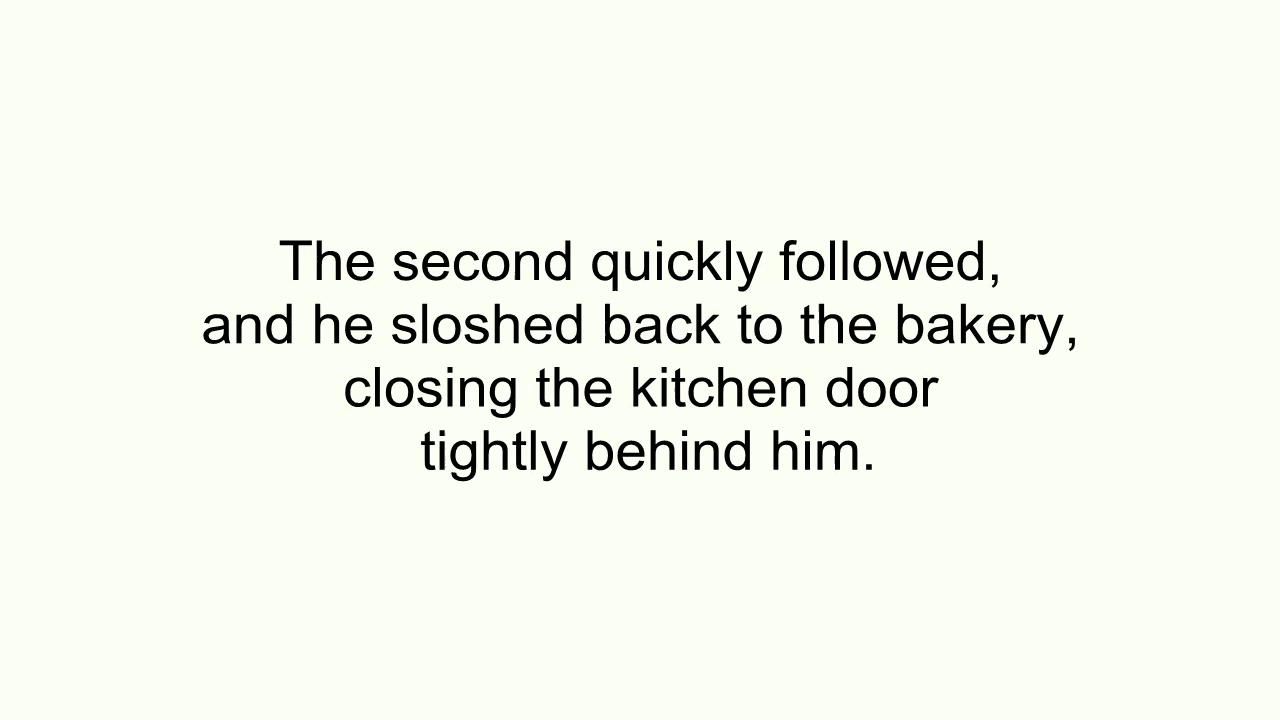 The second quickly followed,
and he sloshed back to the bakery,
closing the kitchen door
tightly behind him.